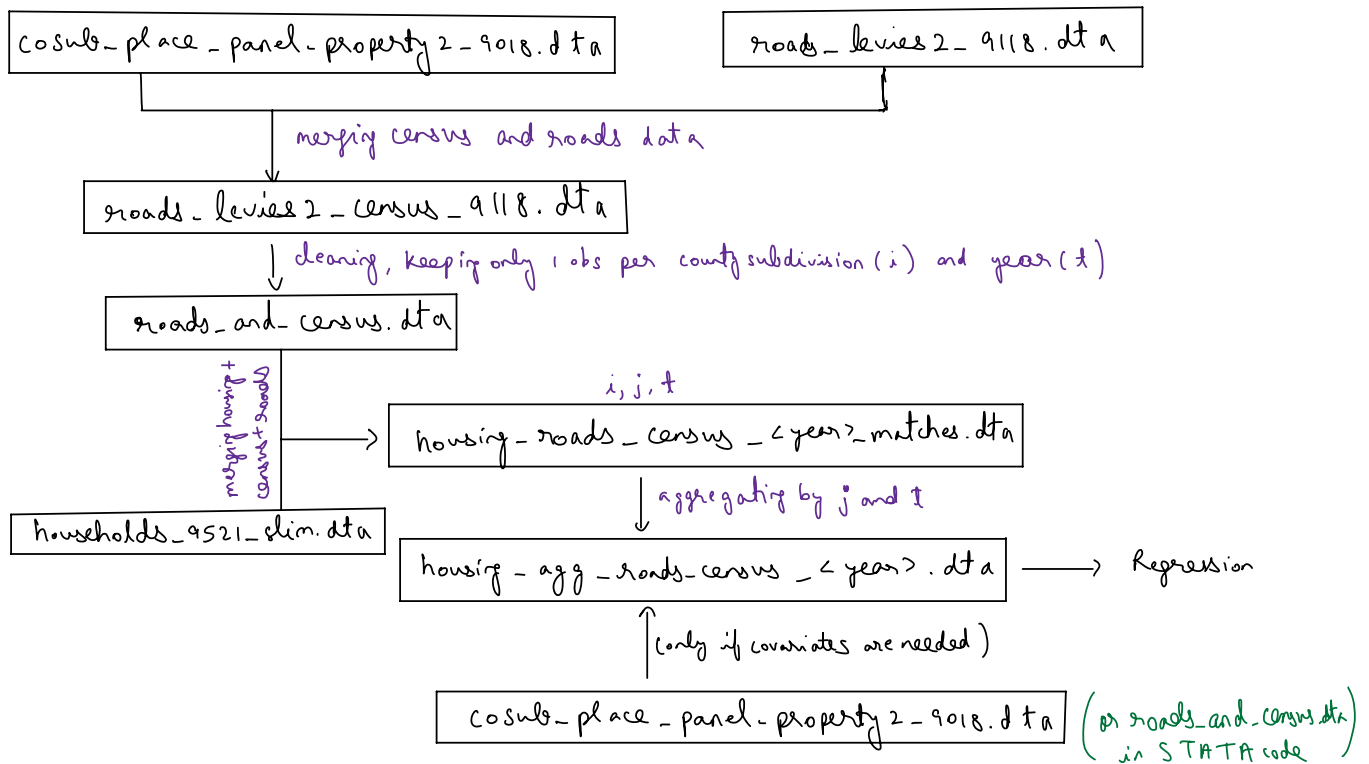 cosub_place_panel_property2_9018.dta
roads_levies2_9118.dta
merging census and roads data
roads_levies2_census_9118.dta
cleaning, keeping only 1 obs per county subdivision (i) and year (t)
roads_and_census.dta
merging housing +
census + roads
i, j, t
housing_roads_census_<year>_matches.dta
aggregating by j and t
households_9521_slim.dta
housing_agg_roads_census_<year>.dta
Regression
(only if covariates are needed)
cosub_place_panel_property2_9018.dta
(or roads_and_census.dta
in STATA code)